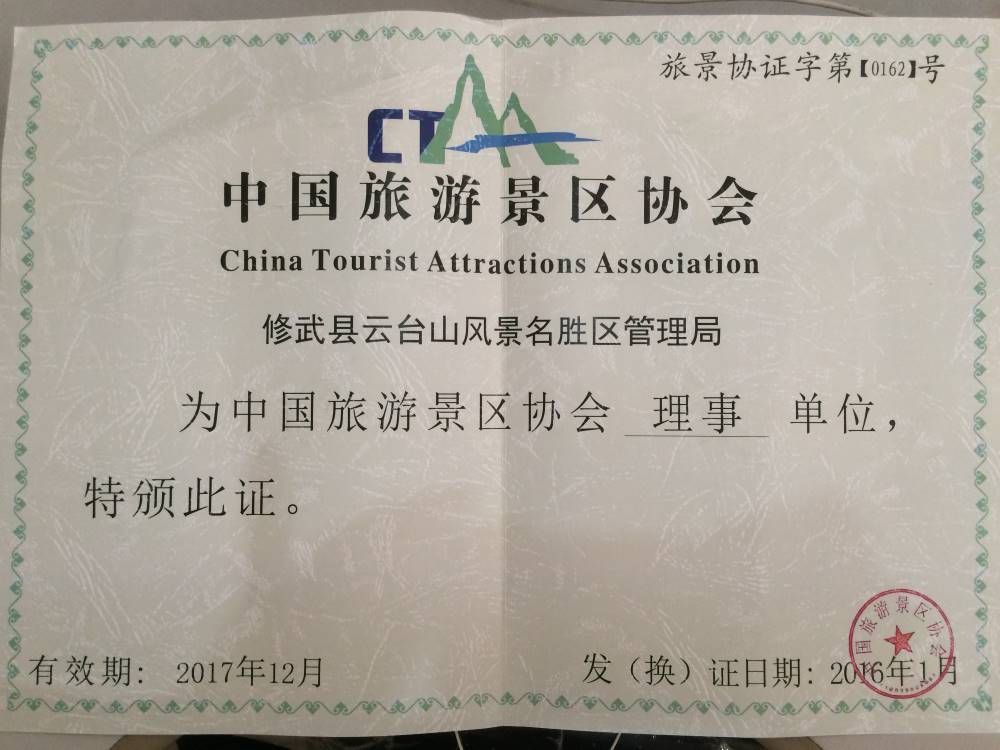 旅景协证字第【0162】号
CT
中国旅游景区协会
China Tourist Attractions Association
修武县云台山风景名胜区管理局
为中国旅游景区协会 理事 单位，
特颁此证。
有效期： 2017年12月
发（换）证日期： 2016年1月
中国旅游景区协会